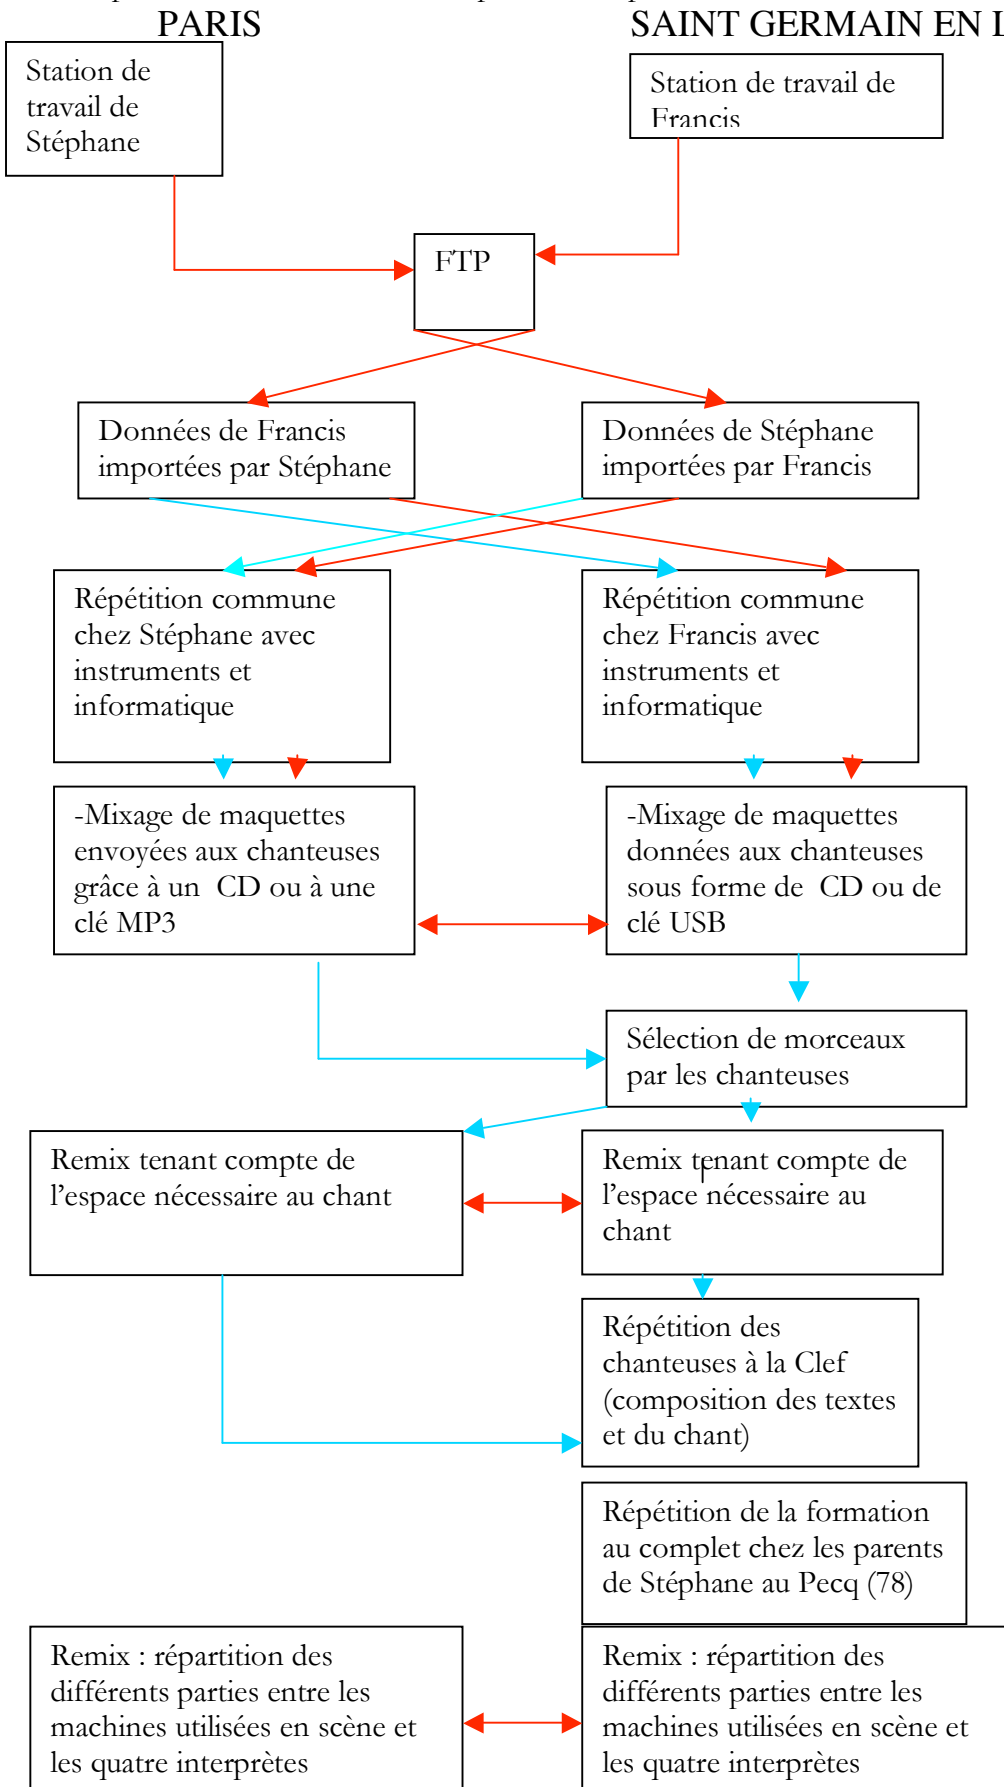 PARIS
SAINT GERMAIN EN L
Station de
travail de
Stéphane
Station de travail de
Francis
FTP
Données de Francis
importées par Stéphane
Données de Stéphane
importées par Francis
Répétition commune
chez Stéphane avec
instruments et
informatique
Répétition commune
chez Francis avec
instruments et
informatique
-Mixage de maquettes
envoyées aux chanteuses
grâce à un CD ou à une
clé MP3
-Mixage de maquettes
données aux chanteuses
sous forme de CD ou de
clé USB
Sélection de morceaux
par les chanteuses
Remix tenant compte de
l’espace nécessaire au chant
Remix tenant compte de
l’espace nécessaire au
chant
Répétition des
chanteuses à la Clef
(composition des textes
et du chant)
Répétition de la formation
au complet chez les parents
de Stéphane au Pecq (78)
Remix : répartition des
différents parties entre les
machines utilisées en scène et
les quatre interprètes
Remix : répartition des
différents parties entre les
machines utilisées en scène et
les quatre interprètes